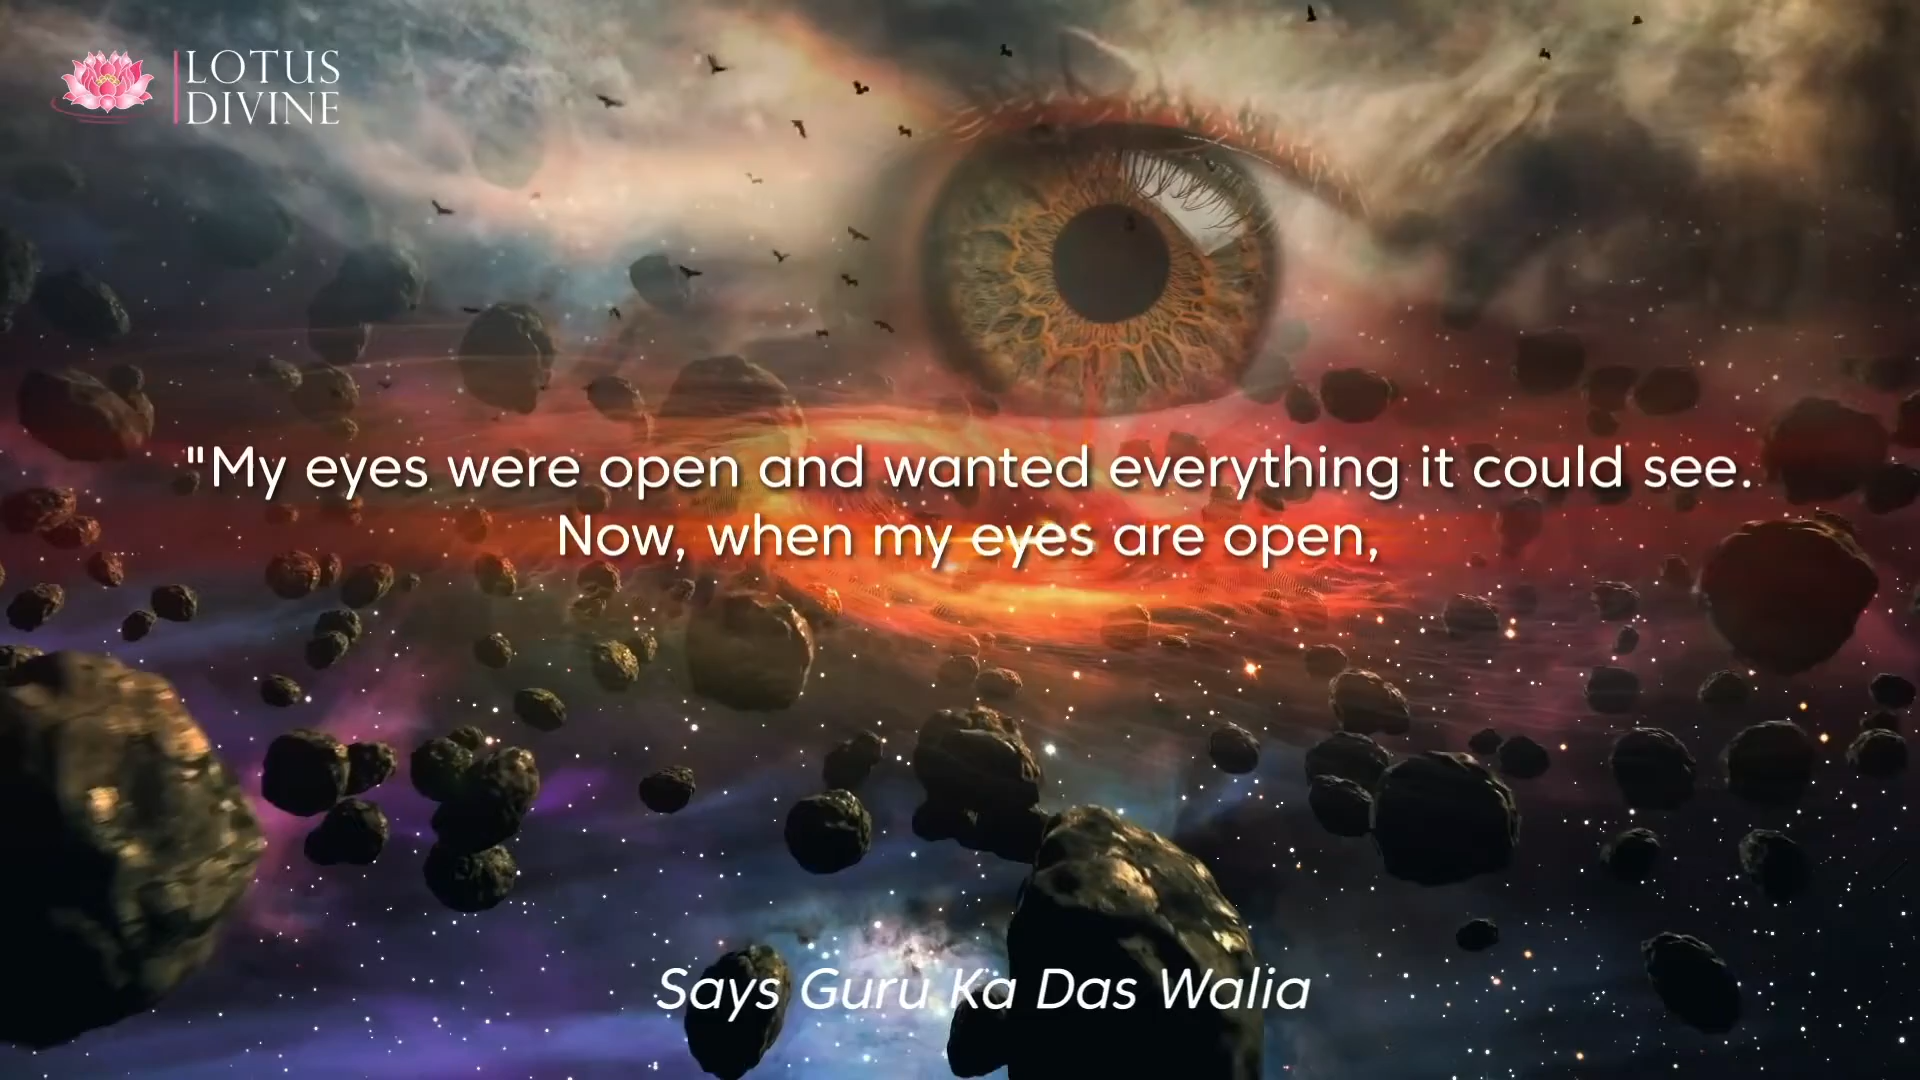 LOTUS
DIVINE
"My eyes were open and wanted everything it could see.
Now, when my eyes are open,
Says Guru Ka Das Walia